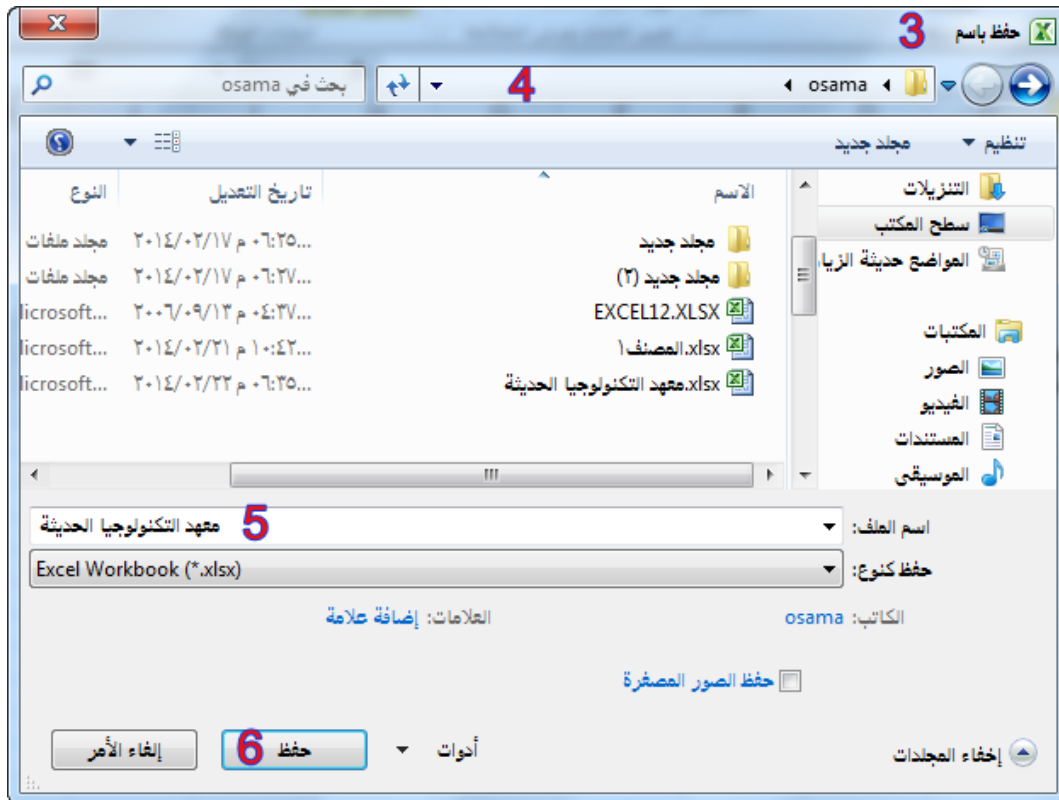 حفظ باسم 3
osama 4 بحث في osama
تنظيم مجلد جديد
التنزيلات
سطح المكتب
المواضع حديثة الزيا
المكتبات
الصور
الفيديو
المستندات
الموسيقى
الاسم تاريخ التعديل النوع
مجلد جديد ٢٠١٤/٠٢/١٧ م ٠٦:٢٥... مجلد ملفات
مجلد جديد (٢) ٢٠١٤/٠٢/١٧ م ٠٦:٢٧... مجلد ملفات
EXCEL12.XLSX ٢٠٠٦/٠٩/١٣ م ٠٤:٣٧... licrosoft...
المصنف١.xlsx ٢٠١٤/٠٢/٢١ م ١٠:٤٢... licrosoft...
معهد التكنولوجيا الحديثة.xlsx ٢٠١٤/٠٢/٢٢ م ٠٦:٣٥... licrosoft...
اسم الملف: 5 معهد التكنولوجيا الحديثة
حفظ كنوع: Excel Workbook (*.xlsx)
الكاتب: osama العلامات: إضافة علامة
حفظ الصور المصغرة
إخفاء المجلدات أدوات حفظ 6 إلغاء الأمر